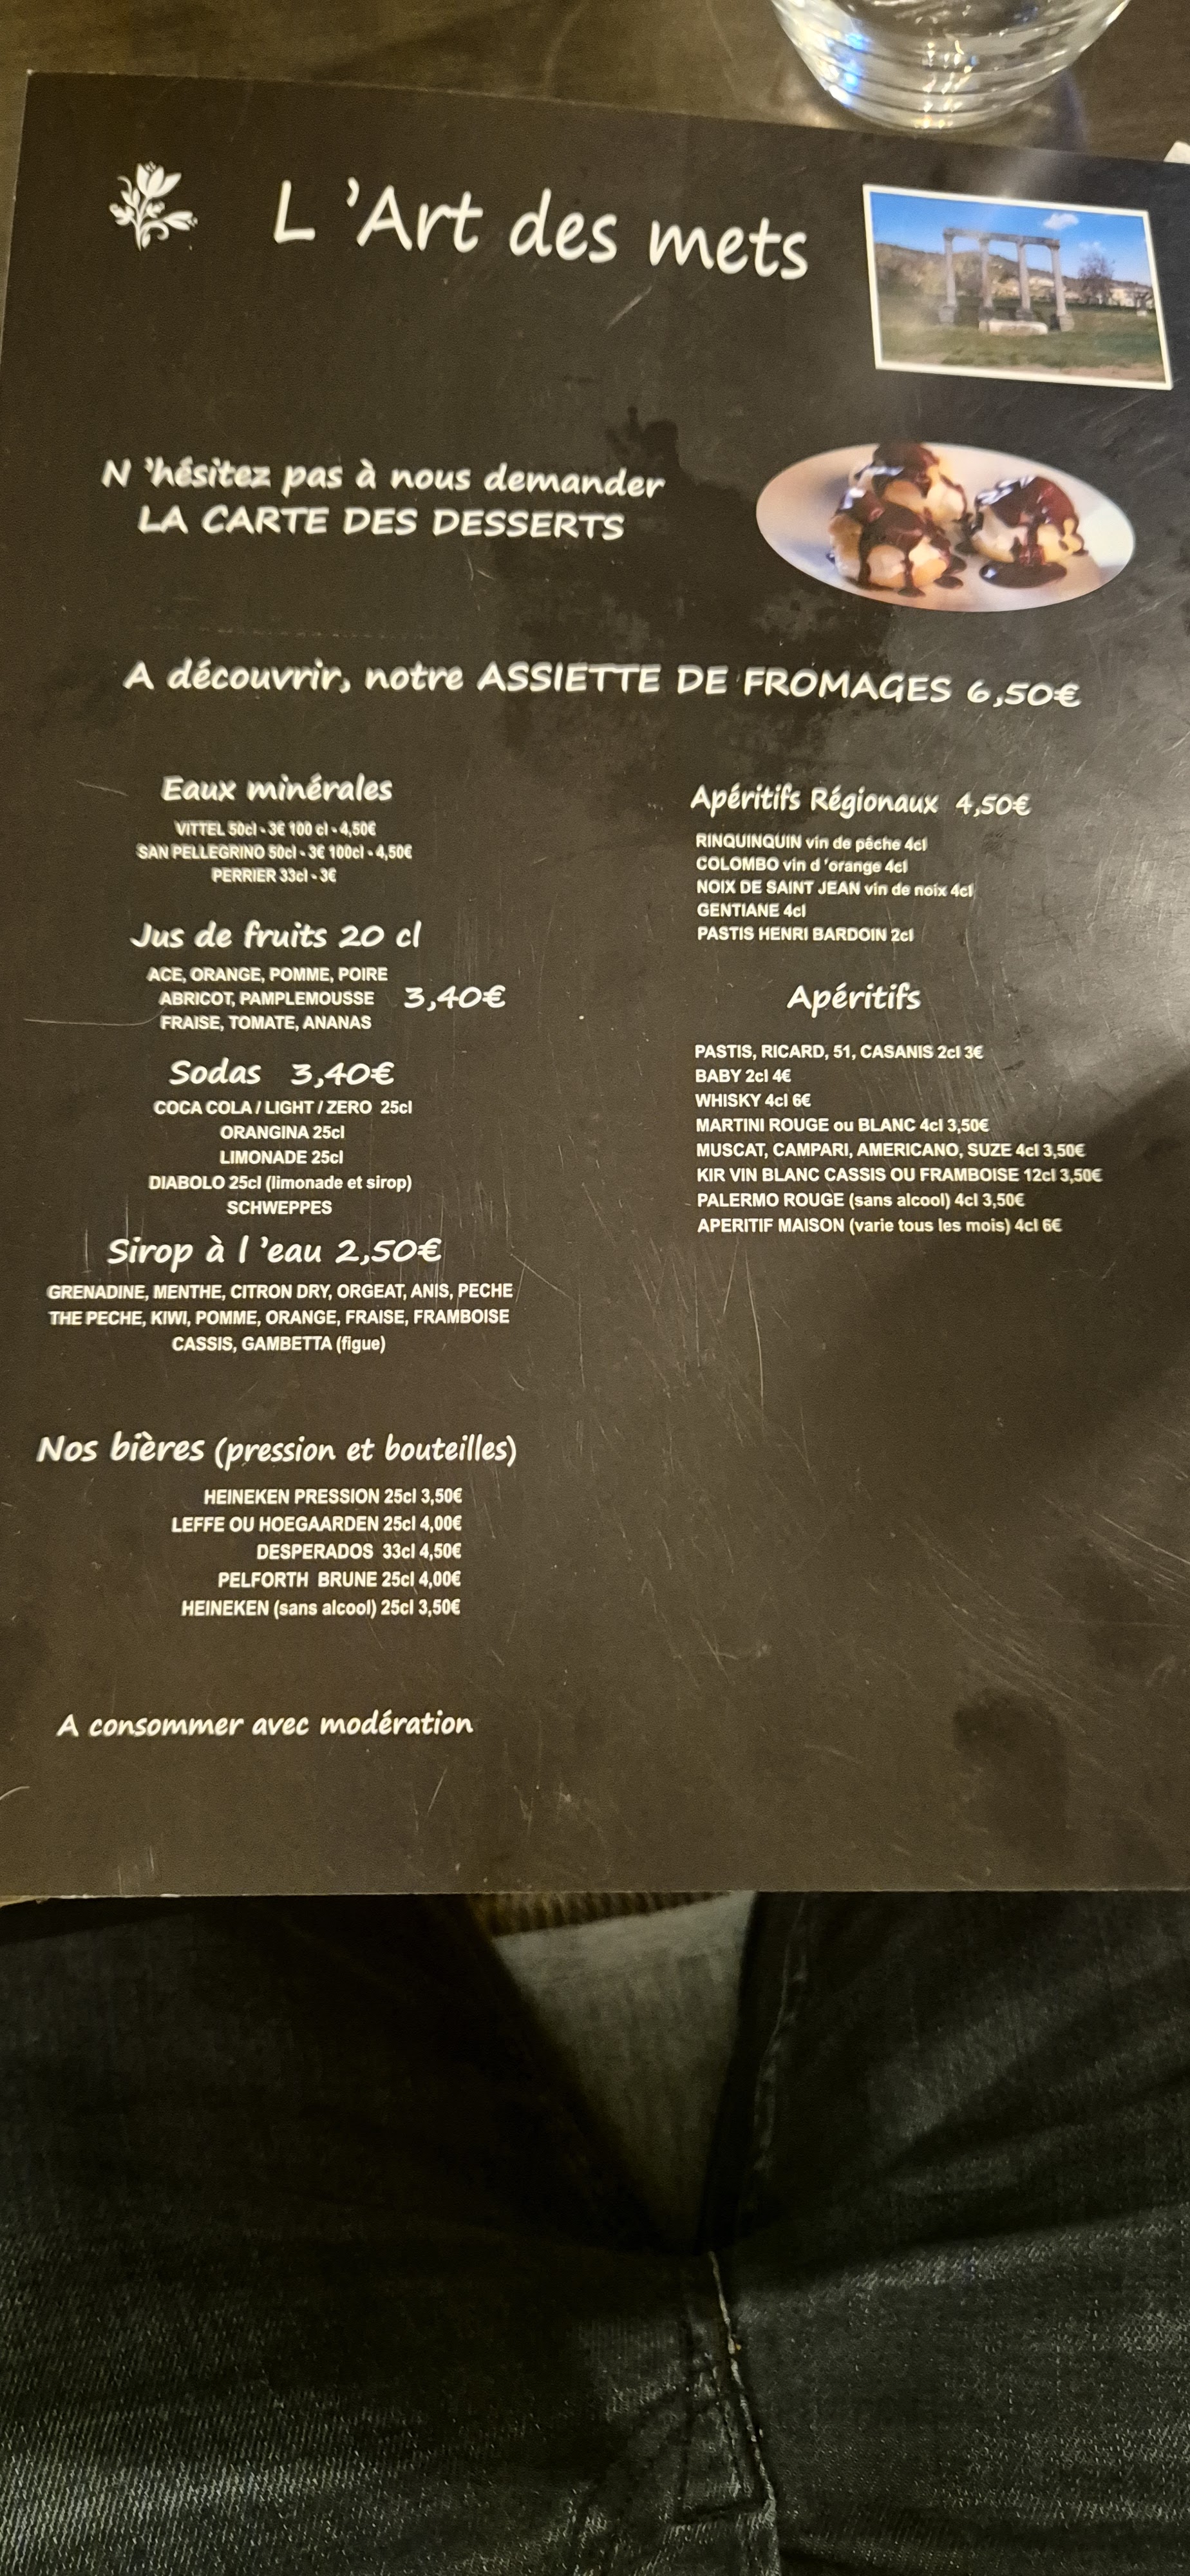 L 'Art des mets
N 'hésitez pas à nous demander
LA CARTE DES DESSERTS
A découvrir, notre ASSIETTE DE FROMAGES 6,50€
Eaux minérales
VITTEL 50cl - 3€ 100 cl - 4,50€
SAN PELLEGRINO 50cl - 3€ 100cl - 4,50€
PERRIER 33cl - 3€
Jus de fruits 20 cl
ACE, ORANGE, POMME, POIRE
ABRICOT, PAMPLEMOUSSE 3,40€
FRAISE, TOMATE, ANANAS
Sodas 3,40€
COCA COLA / LIGHT / ZERO 25cl
ORANGINA 25cl
LIMONADE 25cl
DIABOLO 25cl (limonade et sirop)
SCHWEPPES
Sirop à l 'eau 2,50€
GRENADINE, MENTHE, CITRON DRY, ORGEAT, ANIS, PECHE
THE PECHE, KIWI, POMME, ORANGE, FRAISE, FRAMBOISE
CASSIS, GAMBETTA (figue)
Nos bières (pression et bouteilles)
HEINEKEN PRESSION 25cl 3,50€
LEFFE OU HOEGAARDEN 25cl 4,00€
DESPERADOS 33cl 4,50€
PELFORTH BRUNE 25cl 4,00€
HEINEKEN (sans alcool) 25cl 3,50€
A consommer avec modération
Apéritifs Régionaux 4,50€
RINQUINQUIN vin de pêche 4cl
COLOMBO vin d 'orange 4cl
NOIX DE SAINT JEAN vin de noix 4cl
GENTIANE 4cl
PASTIS HENRI BARDOIN 2cl
Apéritifs
PASTIS, RICARD, 51, CASANIS 2cl 3€
BABY 2cl 4€
WHISKY 4cl 6€
MARTINI ROUGE ou BLANC 4cl 3,50€
MUSCAT, CAMPARI, AMERICANO, SUZE 4cl 3,50€
KIR VIN BLANC CASSIS OU FRAMBOISE 12cl 3,50€
PALERMO ROUGE (sans alcool) 4cl 3,50€
APERITIF MAISON (varie tous les mois) 4cl 6€